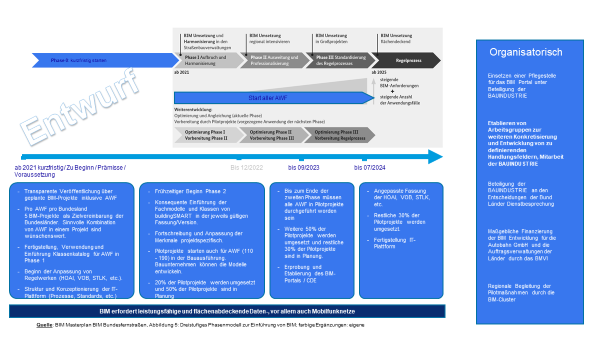 BIM Umsetzung und
Harmonisierung in den
Straßenbauverwaltungen
BIM Umsetzung
regional intensivieren
BIM Umsetzung
in Großprojekten
BIM Umsetzung
flächendeckend
Phase 0 kurzfristig starten
Phase I Aufbruch und
Harmonisierung
Phase II Ausweitung und
Professionalisierung
Phase III Standardisierung
des Regelprozesses
Regelprozess
ab 2021
ab 2025
Start aller AWF
steigende
BIM-Anforderungen
+
steigende Anzahl
der Anwendungsfälle
Weiterentwicklung:
Optimierung und Angleichung (aktuelle Phase)
Vorbereitung durch Pilotprojekte (vorgezogene Anwendung der nächsten Phase)
Optimierung Phase I
Vorbereitung Phase II
Optimierung Phase II
Vorbereitung Phase III
Optimierung Phase III
Vorbereitung Regelprozess
Entwurf
ab 2021 kurzfristig/ Zu Beginn / Prämisse /
Voraussetzung
Bis 12/2022
bis 09/2023
bis 07/2024
- Transparente Veröffentlichung über
geplante BIM-Projekte inklusive AWF
- Pro AWF pro Bundesland
5 BIM-Projekte als Zielvereinbarung der
Bundesländer. Sinnvolle Kombination
von AWF in einem Projekt sind
wünschenswert.
- Fertigstellung, Verwendung und
Einführung Klassenkatalog für AWF in
Phase 1
- Beginn der Anpassung von
Regelwerken (HOAI, VOB, STLK, etc.).
- Struktur und Konzeptionierung der IT-
Plattform (Prozesse, Standards, etc.)
- Frühzeitiger Beginn Phase 2
- Konsequente Einführung der
Fachmodelle und Klassen von
buildingSMART in der jeweils gültigen
Fassung/Version.
- Fortschreibung und Anpassung der
Merkmale projektspezifisch
- Pilotprojekte starten auch für AWF (110
– 190) in der Bauausführung.
Bauunternehmen können die Modelle
entwickeln
- 20% der Pilotprojekte werden umgesetzt
und 50% der Pilotprojekte sind in
Planung
- Bis zum Ende der
zweiten Phase müssen
alle AWF in Pilotprojekte
durchgeführt worden
sein
- Weitere 50% der
Pilotprojekte werden
umgesetzt und restliche
30% der Pilotprojekte
sind in Planung.
- Erprobung und
Etablierung des BIM-
Portals / CDE
- Angepasste Fassung
der HOAI, VOB, STLK,
etc.
- Restliche 30% der
Pilotprojekte werden
umgesetzt.
- Fertigstellung IT-
Plattform
BIM erfordert leistungsfähige und flächenabdeckende Daten-, vor allem auch Mobilfunknetze
Quelle: BIM Masterplan BIM Bundesfernstraßen, Abbildung 5: Dreistufiges Phasenmodell zur Einführung von BIM; farbige Ergänzungen: eigene
Organisatorisch
Einsetzen einer Pflegestelle
für das BIM Portal unter
Beteiligung der
BAUINDUSTRIE
Etablieren von
Arbeitsgruppen zur
weiteren Konkretisierung
und Entwicklung von zu
definierenden
Handlungsfeldern, Mitarbeit
der BAUINDUSTRIE
Beteiligung der
BAUINDUSTRIE an den
Entscheidungen der Bund
Länder Dienstbesprechung
Maßgebliche Finanzierung
der BIM Entwicklung für die
Autobahn GmbH und die
Auftragsverwaltungen der
Länder durch das BMVI
Regionale Begleitung der
Pilotmaßnahmen durch die
BIM-Cluster